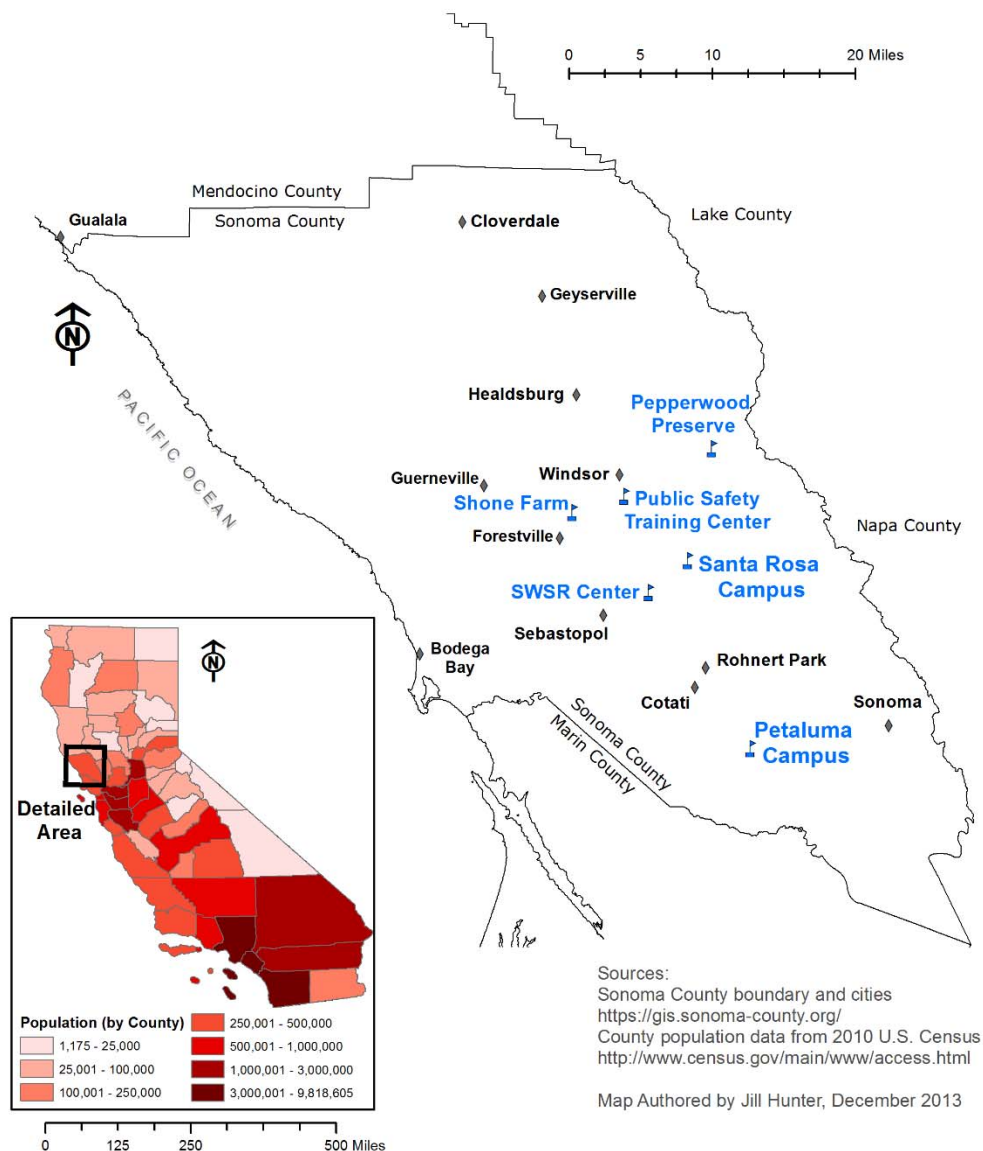 0 5 10 20 Miles
Mendocino County
Sonoma County
Gualala
Cloverdale
Lake County
Geyserville
N
PACIFIC OCEAN
Healdsburg
Pepperwood
Preserve
Guerneville
Windsor
Shone Farm
Public Safety
Training Center
Napa County
Forestville
Santa Rosa
Campus
SWSR Center
Sebastopol
Bodega
Bay
Rohnert Park
Cotati
Sonoma
Sonoma County
Marin County
Petaluma
Campus
N
Detailed
Area
Population (by County)
1,175 - 25,000
25,001 - 100,000
100,001 - 250,000
250,001 - 500,000
500,001 - 1,000,000
1,000,001 - 3,000,000
3,000,001 - 9,818,605
0 125 250 500 Miles
Sources:
Sonoma County boundary and cities
https://gis.sonoma-county.org/
County population data from 2010 U.S. Census
http://www.census.gov/main/www/access.html
Map Authored by Jill Hunter, December 2013